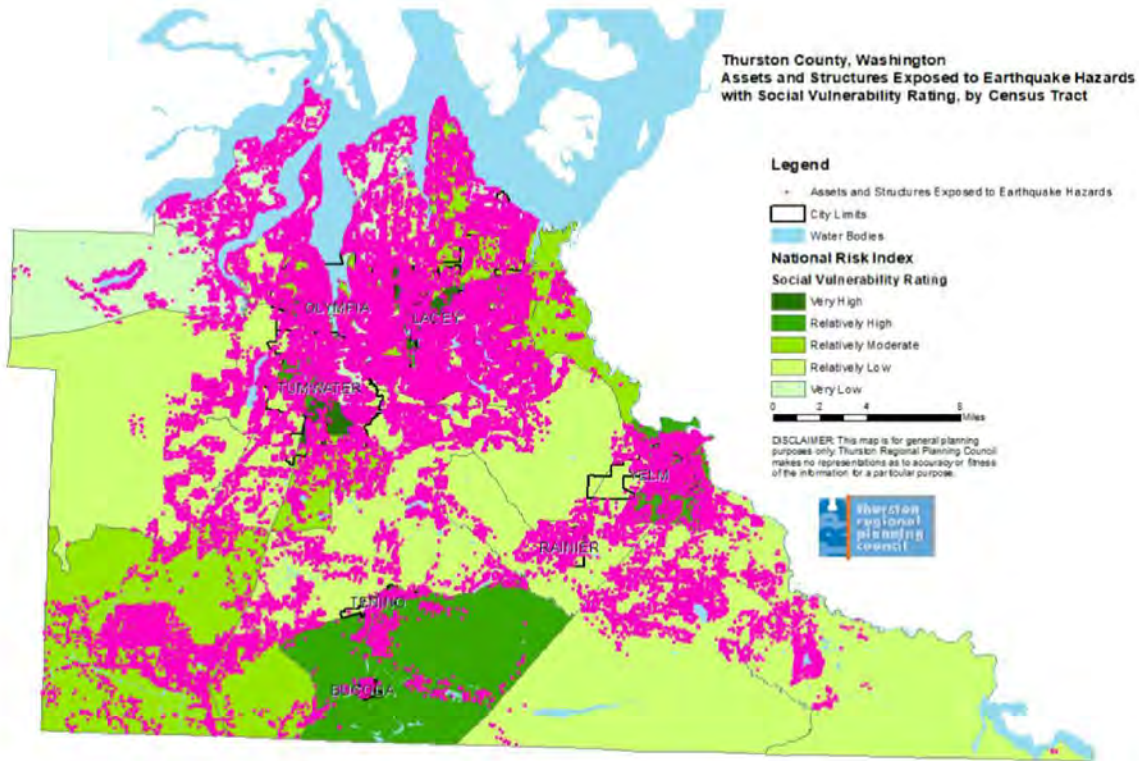 Thurston County, Washington
Assets and Structures Exposed to Earthquake Hazards
with Social Vulnerability Rating, by Census Tract
Legend
Assets and Structures Exposed to Earthquake Hazards
City Limits
Water Bodies
National Risk Index
Social Vulnerability Rating
Very High
Relatively High
Relatively Moderate
Relatively Low
Very Low
0 2 4 8
Miles
DISCLAIMER: This map is for general planning
purposes only. Thurston Regional Planning Council
makes no representations as to accuracy or fitness
of the information for a particular purpose.
thurston
regional
planning
council
OLYMPIA
LACEY
TUMWATER
YELM
RAINIER
TENINO
BUCODA